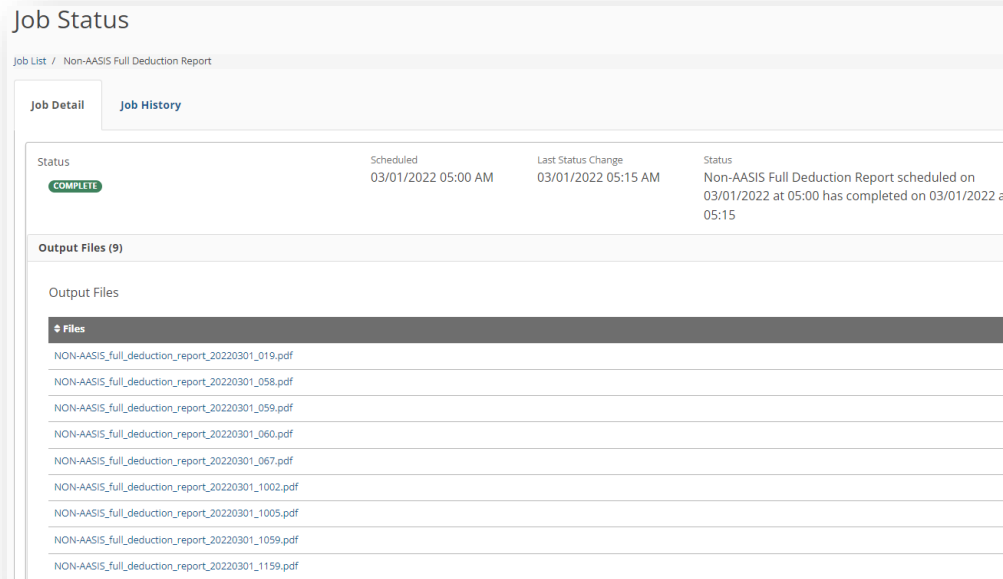 Job Status
Job List / Non-AASIS Full Deduction Report
Job Detail
Job History
Status
COMPLETE
Scheduled
03/01/2022 05:00 AM
Last Status Change
03/01/2022 05:15 AM
Status
Non-AASIS Full Deduction Report scheduled on
03/01/2022 at 05:00 has completed on 03/01/2022 a
05:15
Output Files (9)
Output Files
Files
NON-AASIS_full_deduction_report_20220301_019.pdf
NON-AASIS_full_deduction_report_20220301_058.pdf
NON-AASIS_full_deduction_report_20220301_059.pdf
NON-AASIS_full_deduction_report_20220301_060.pdf
NON-AASIS_full_deduction_report_20220301_067.pdf
NON-AASIS_full_deduction_report_20220301_1002.pdf
NON-AASIS_full_deduction_report_20220301_1005.pdf
NON-AASIS_full_deduction_report_20220301_1059.pdf
NON-AASIS_full_deduction_report_20220301_1159.pdf